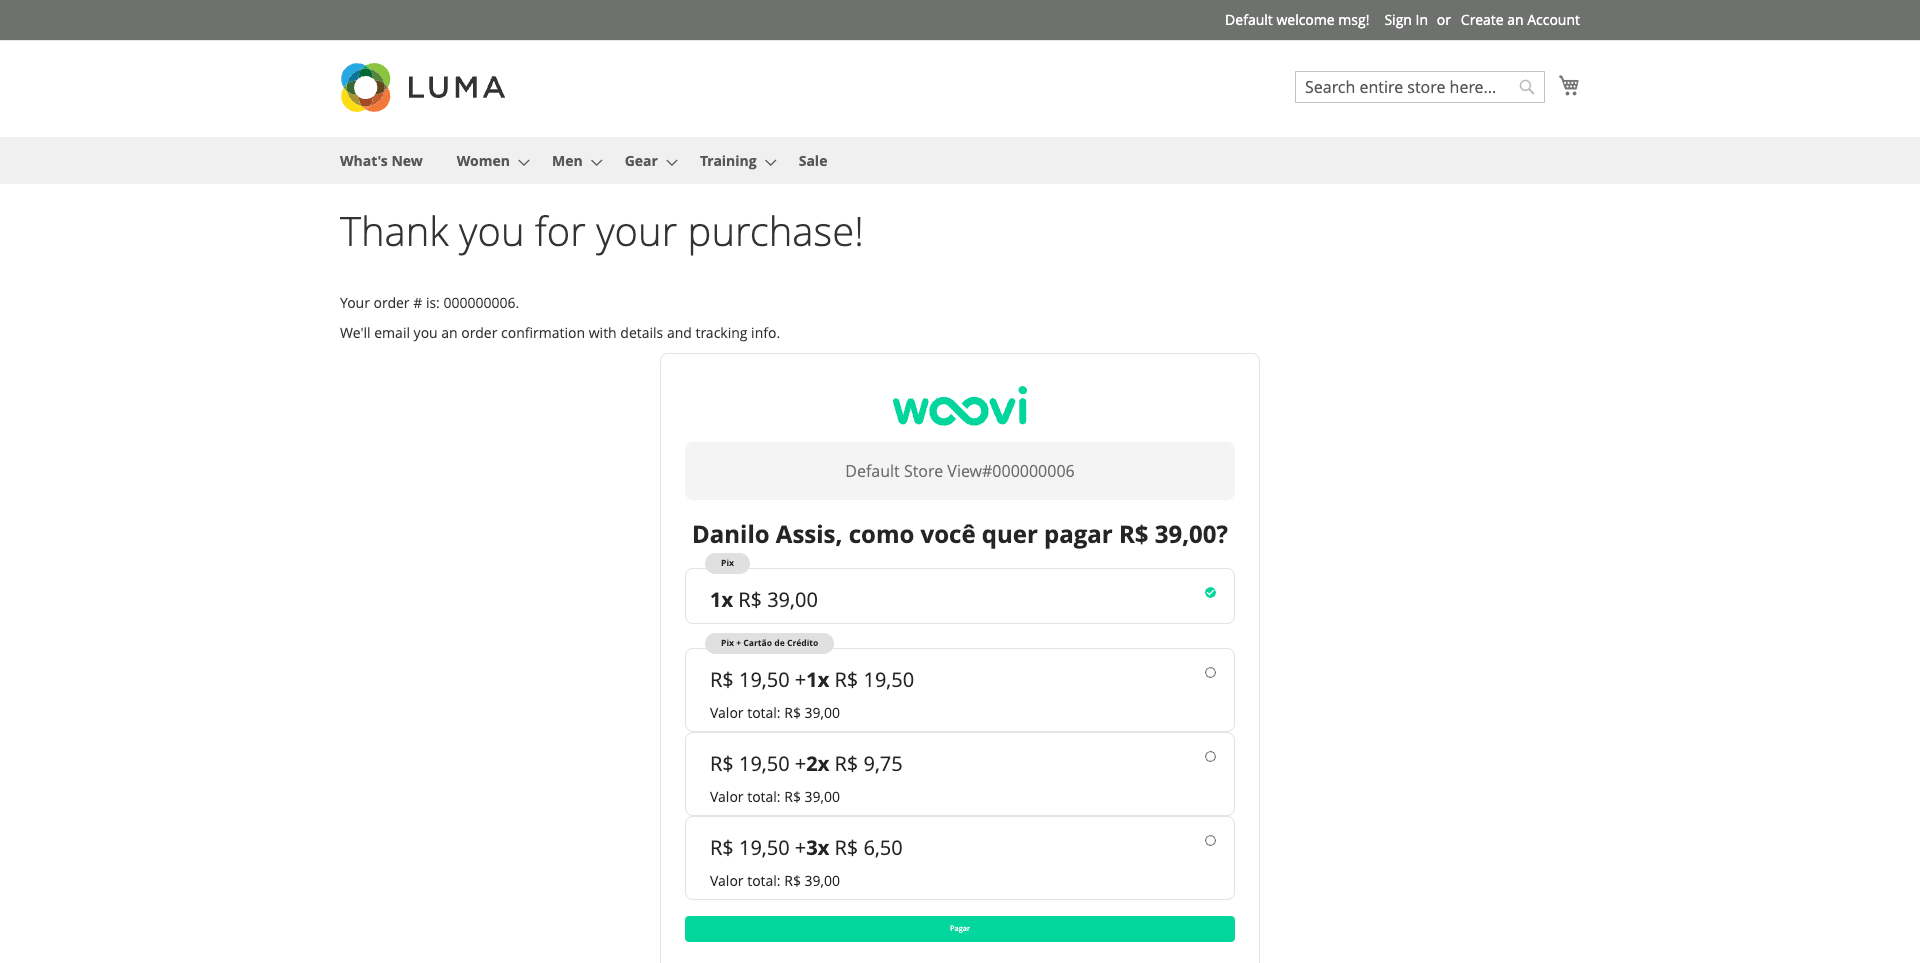 Default welcome msg! Sign In or Create an Account
LUMA
Search entire store here...
What's New Women Men Gear Training Sale
Thank you for your purchase!
Your order # is: 000000006.
We'll email you an order confirmation with details and tracking info.
woovi
Default Store View#000000006
Danilo Assis, como você quer pagar R$ 39,00?
Pix
1x R$ 39,00
Pix + Cartão de Crédito
R$ 19,50 +1x R$ 19,50
Valor total: R$ 39,00
R$ 19,50 +2x R$ 9,75
Valor total: R$ 39,00
R$ 19,50 +3x R$ 6,50
Valor total: R$ 39,00
Pagar